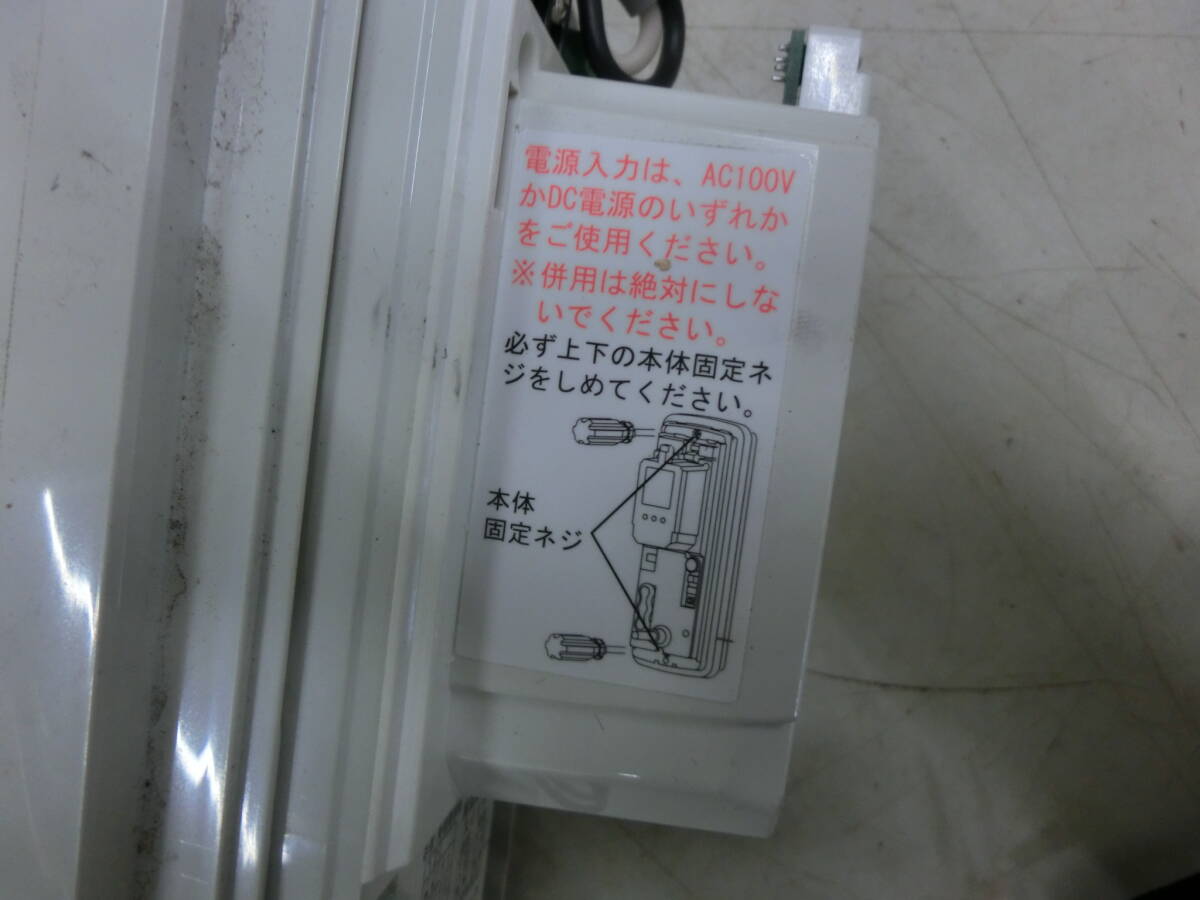 電源入力は、AC100V
かDC電源のいずれか
をご使用ください。
※併用は絶対にしな
いでください。
必ず上下の本体固定ネ
ジをしめてください。
本体
固定ネジ